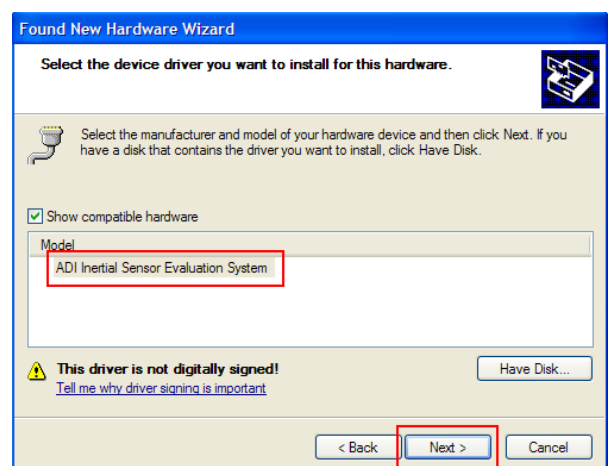 Found New Hardware Wizard
Select the device driver you want to install for this hardware.
Select the manufacturer and model of your hardware device and then click Next. If you
have a disk that contains the driver you want to install, click Have Disk.
Show compatible hardware
Model
ADI Inertial Sensor Evaluation System
This driver is not digitally signed!
Have Disk...
Tell me why driver signing is important
< Back
Next >
Cancel